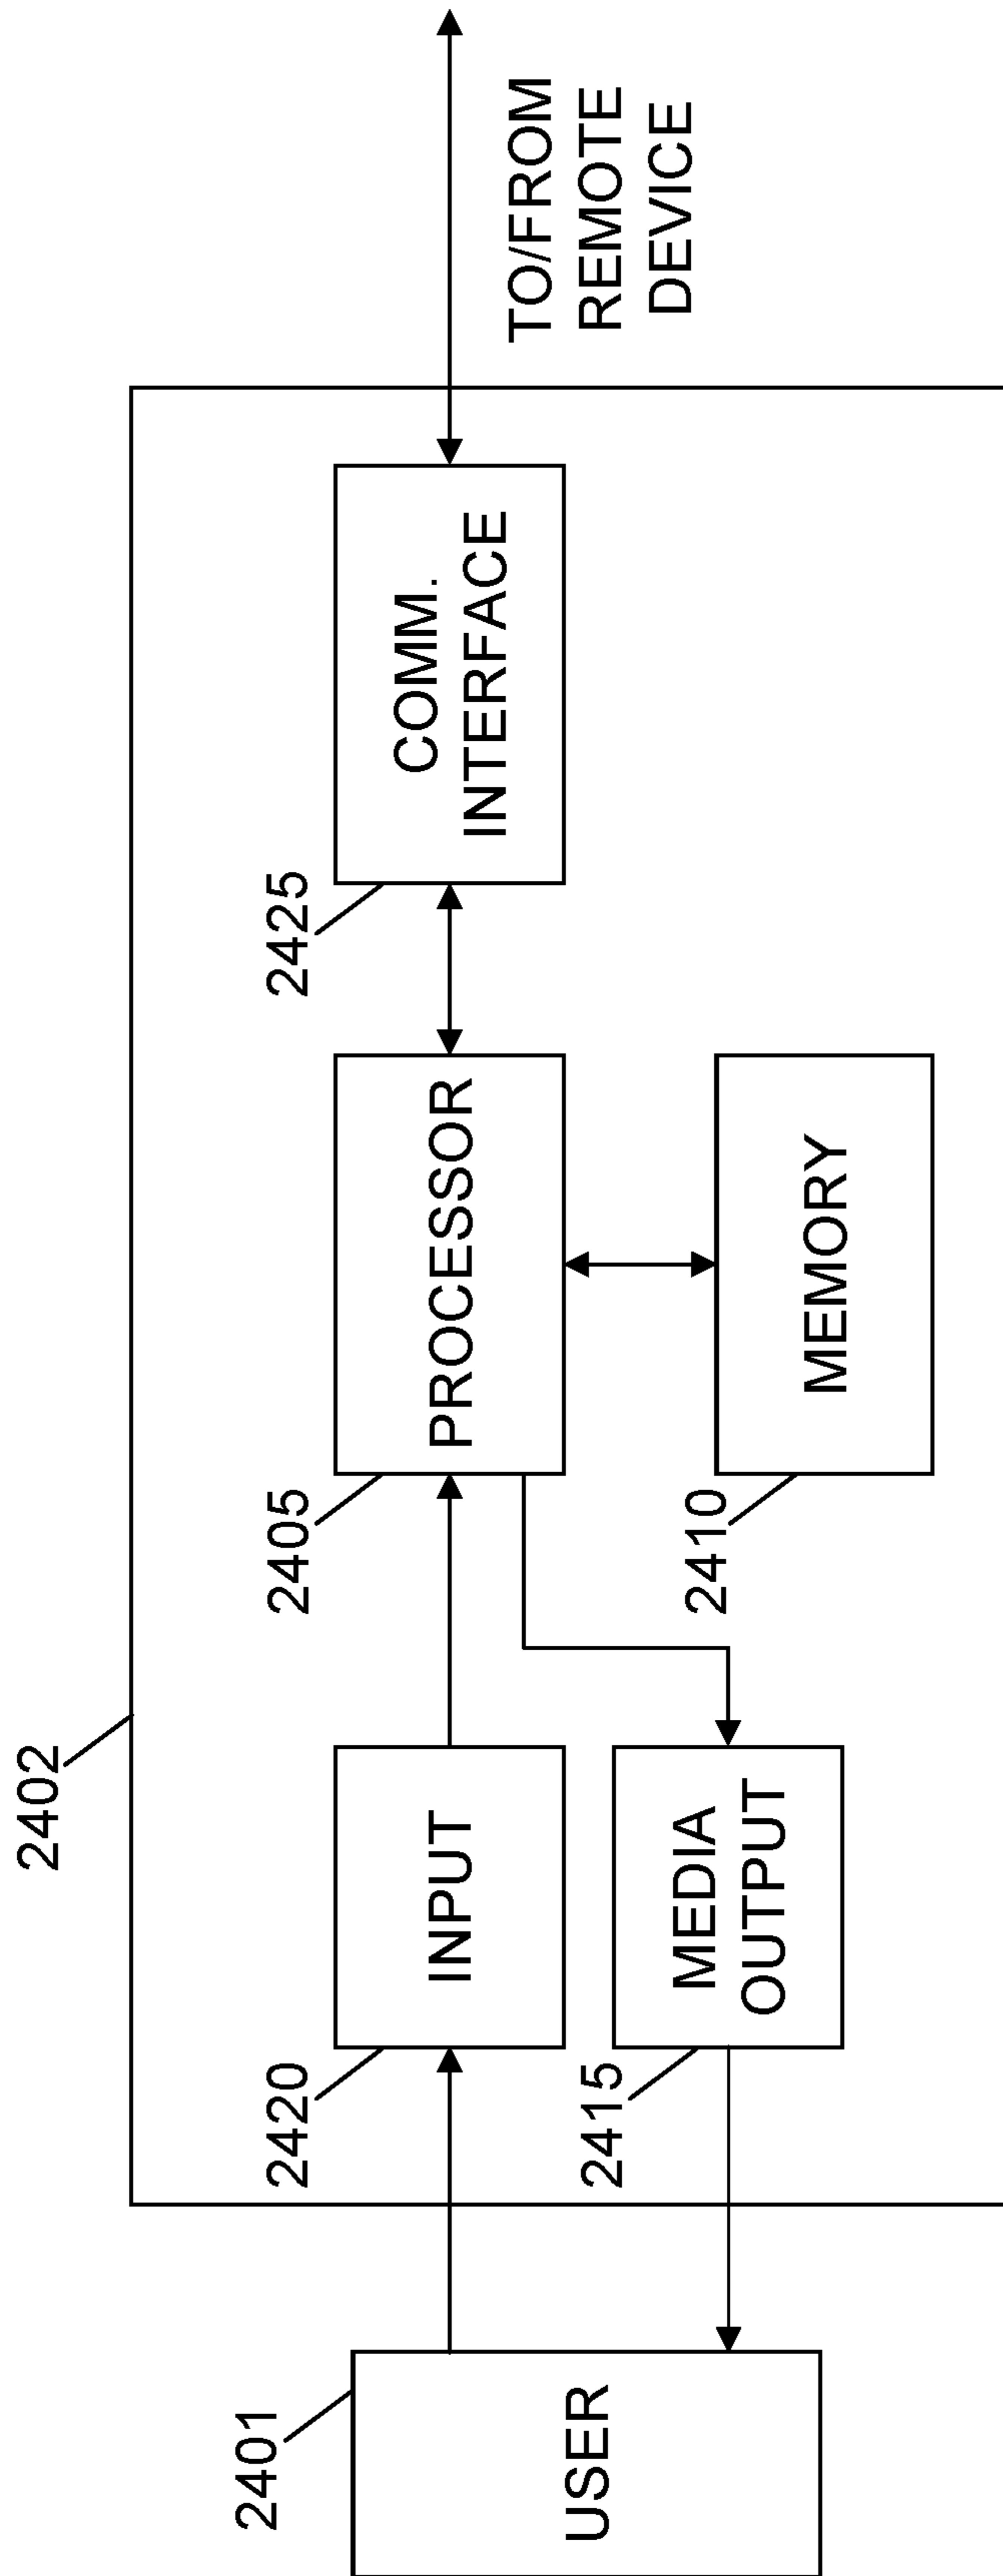 2402
2401
USER
2420
INPUT
2415
MEDIA
OUTPUT
2405
PROCESSOR
2410
MEMORY
2425
COMM.
INTERFACE
TO/FROM
REMOTE
DEVICE